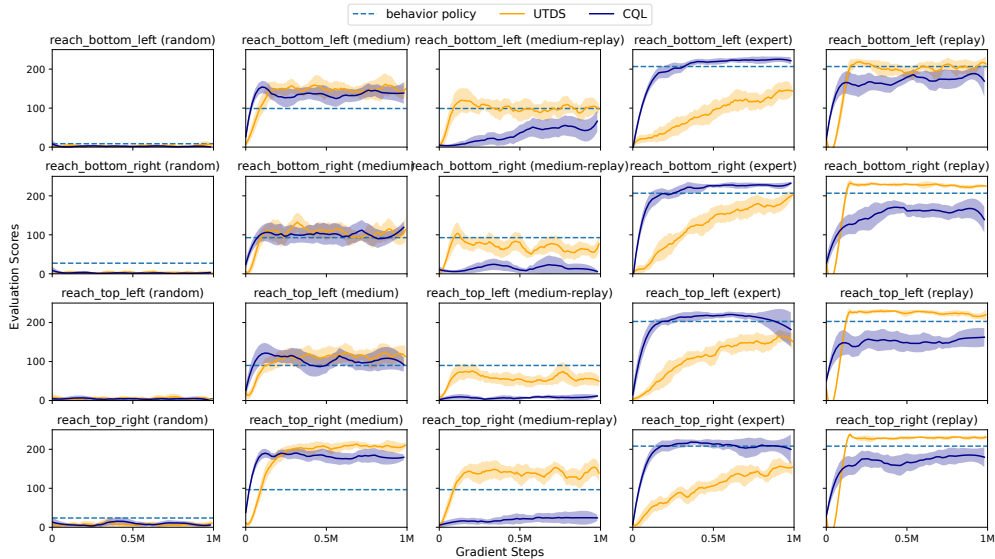 behavior policy UTDS CQL
reach_bottom_left (random) reach_bottom_left (medium) reach_bottom_left (medium-replay) reach_bottom_left (expert) reach_bottom_left (replay)
200
100
0
reach_bottom_right (random) reach_bottom_right (medium) reach_bottom_right (medium-replay) reach_bottom_right (expert) reach_bottom_right (replay)
200
100
0
reach_top_left (random) reach_top_left (medium) reach_top_left (medium-replay) reach_top_left (expert) reach_top_left (replay)
200
100
0
reach_top_right (random) reach_top_right (medium) reach_top_right (medium-replay) reach_top_right (expert) reach_top_right (replay)
200
100
0
0 0.5M 1M 0 0.5M 1M 0 0.5M 1M 0 0.5M 1M 0 0.5M 1M
Evaluation Scores
Gradient Steps